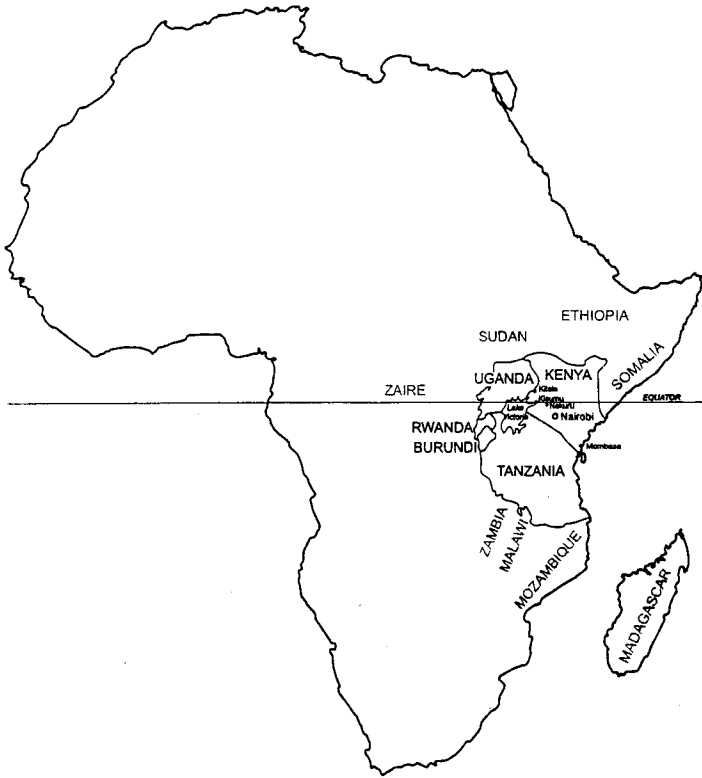 ETHIOPIA
SUDAN
SOMALIA
UGANDA
KENYA
ZAIRE
Kitale
Kisumu
Nakuru
EQUATOR
Lake
Victoria
Nairobi
RWANDA
BURUNDI
Mombasa
TANZANIA
ZAMBIA
MALAWI
MOZAMBIQUE
MADAGASCAR